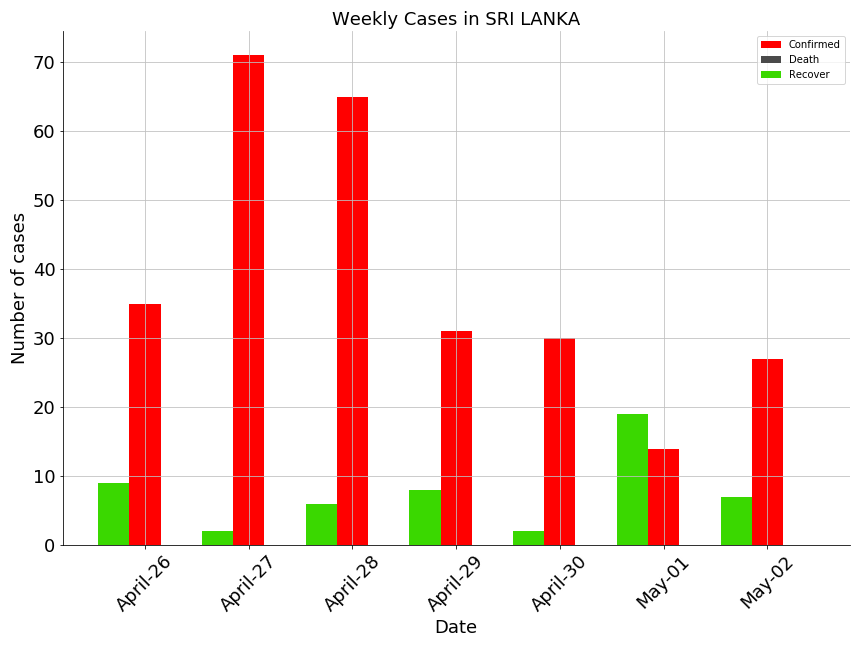 Weekly Cases in SRI LANKA
Confirmed
Death
Recover
Number of cases
70
60
50
40
30
20
10
0
April-26
April-27
April-28
April-29
April-30
May-01
May-02
Date